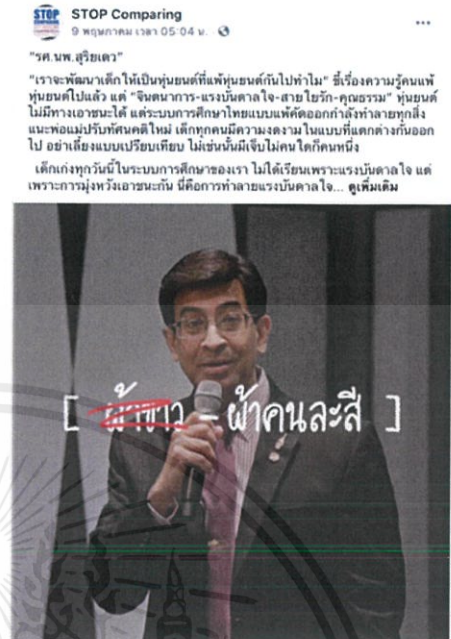 STOP Comparing
9 พฤษภาคม เวลา 05:04 น.
"รศ.นพ.สุริยเดว"
"เราจะพัฒนาเด็กให้เป็นหุ่นยนต์ที่แพ้หุ่นยนต์กันไปทำไม" ชี้เรื่องความรู้คนแพ้
หุ่นยนต์ไปแล้ว แต่ "จินตนาการ-แรงบันดาลใจ-สายใยรัก-คุณธรรม" หุ่นยนต์
ไม่มีทางเอาชนะได้ แต่ระบบการศึกษาไทยแบบแพ้คัดออกกำลังทำลายทุกสิ่ง
แนะพ่อแม่ปรับทัศนคติใหม่ เด็กทุกคนมีความงดงามในแบบที่แตกต่างกันออก
ไป อย่าเลี้ยงแบบเปรียบเทียบ ไม่เช่นนั้นมีเจ็บไม่คนใดก็คนหนึ่ง
เด็กเก่งทุกวันนี้ในระบบการศึกษาของเรา ไม่ได้เรียนเพราะแรงบันดาลใจ แต่
เพราะการมุ่งหวังเอาชนะกัน นี่คือการทำลายแรงบันดาลใจ... ดูเพิ่มเติม
[ ผ้าขาว - ผ้าคนละสี ]